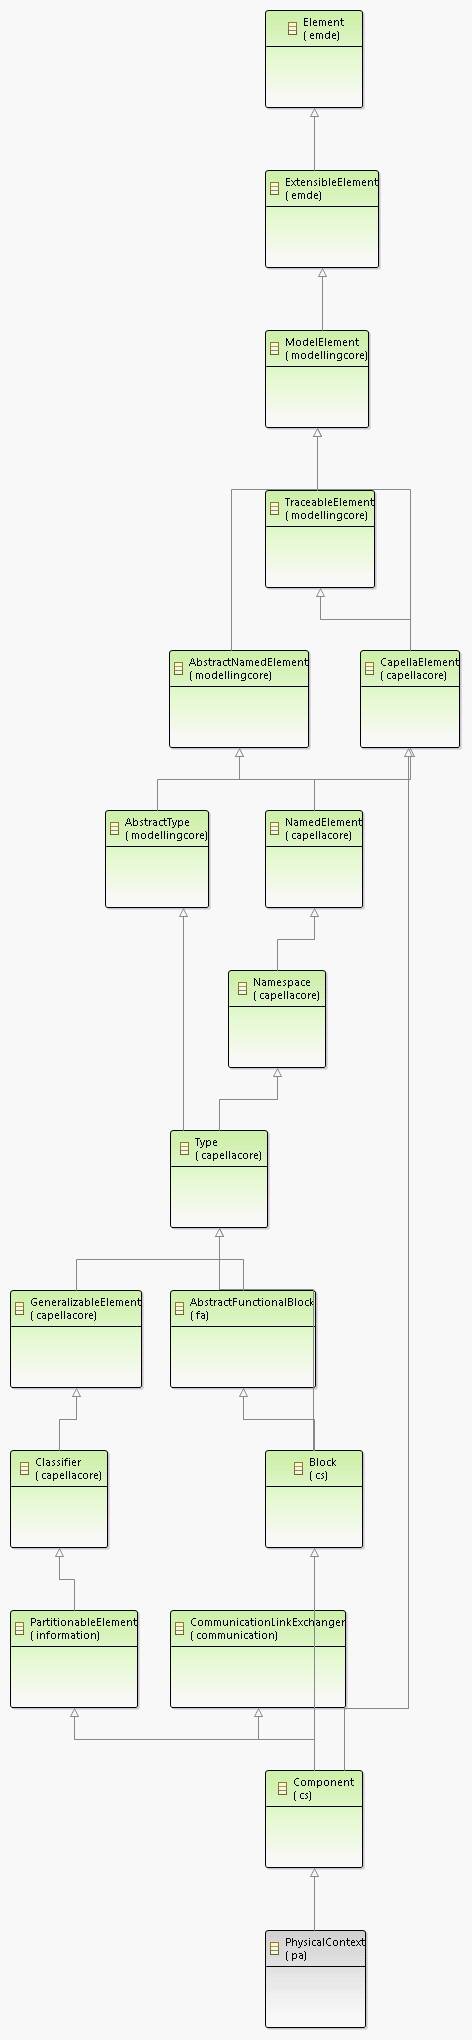 Element
( emde)
ExtensibleElement
( emde)
ModelElement
( modellingcore)
TraceableElement
( modellingcore)
AbstractNamedElement
( modellingcore)
CapellaElement
( capellacore)
AbstractType
( modellingcore)
NamedElement
( capellacore)
Namespace
( capellacore)
Type
( capellacore)
GeneralizableElement
( capellacore)
AbstractFunctionalBlock
( fa)
Classifier
( capellacore)
Block
( cs)
PartitionableElement
( information)
CommunicationLinkExchanger
( communication)
Component
( cs)
PhysicalContext
( pa)